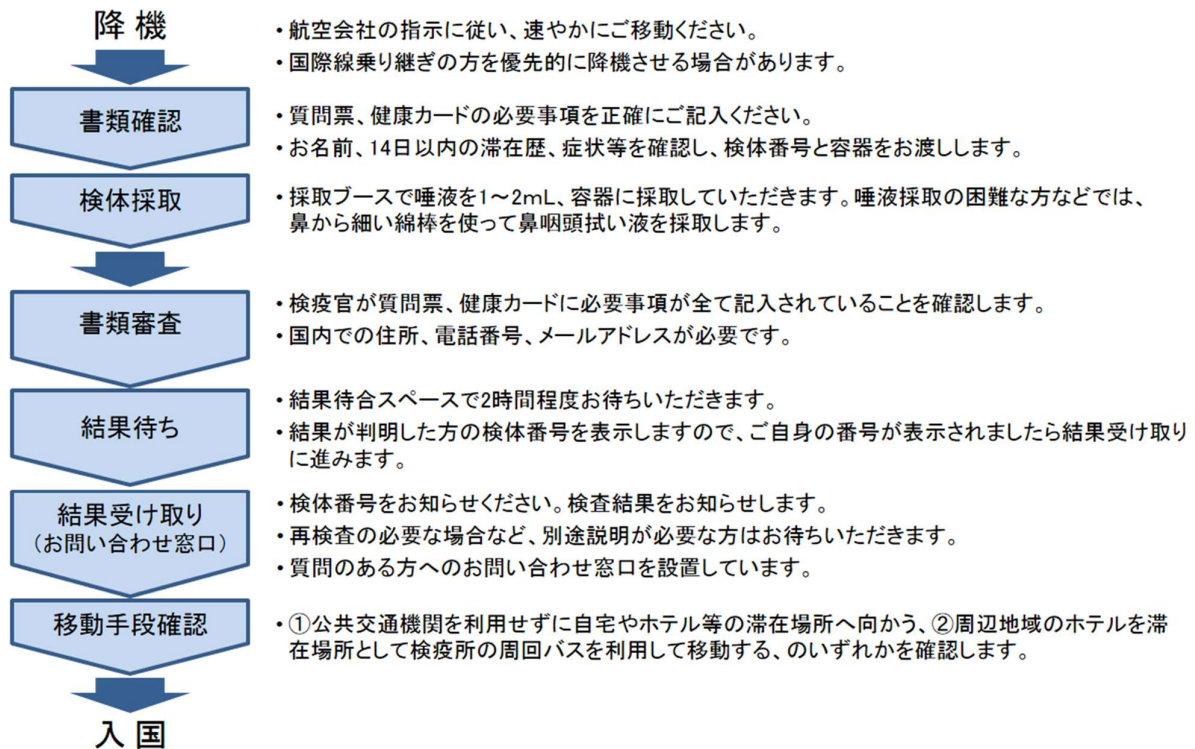 降機
・航空会社の指示に従い、速やかにご移動ください。
・国際線乗り継ぎの方を優先的に降機させる場合があります。
書類確認
・質問票、健康カードの必要事項を正確にご記入ください。
・お名前、14日以内の滞在歴、症状等を確認し、検体番号と容器をお渡しします。
検体採取
・採取ブースで唾液を1～2mL、容器に採取していただきます。唾液採取の困難な方などでは、
鼻から細い綿棒を使って鼻咽頭拭い液を採取します。
書類審査
・検疫官が質問票、健康カードに必要事項が全て記入されていることを確認します。
・国内での住所、電話番号、メールアドレスが必要です。
結果待ち
・結果待合スペースで2時間程度お待ちいただきます。
・結果が判明した方の検体番号を表示しますので、ご自身の番号が表示されましたら結果受け取り
に進みます。
結果受け取り
（お問い合わせ窓口）
・検体番号をお知らせください。検査結果をお知らせします。
・再検査の必要な場合など、別途説明が必要な方はお待ちいただきます。
・質問のある方へのお問い合わせ窓口を設置しています。
移動手段確認
・①公共交通機関を利用せずに自宅やホテル等の滞在場所へ向かう、②周辺地域のホテルを滞
在場所として検疫所の周回バスを利用して移動する、のいずれかを確認します。
入国